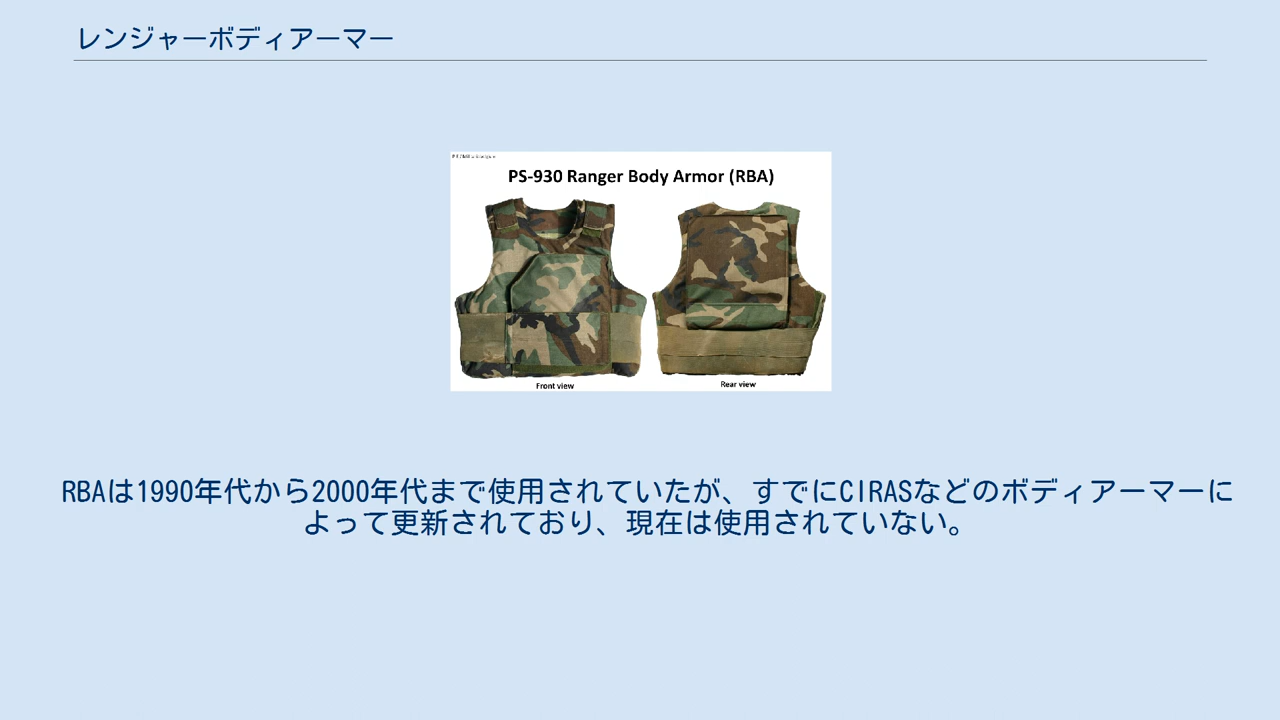 レンジャーボディアーマー
PS-930 Ranger Body Armor (RBA)
Front view
Rear view
RBAは1990年代から2000年代まで使用されていたが、すでにCIRASなどのボディアーマーに
よって更新されており、現在は使用されていない。